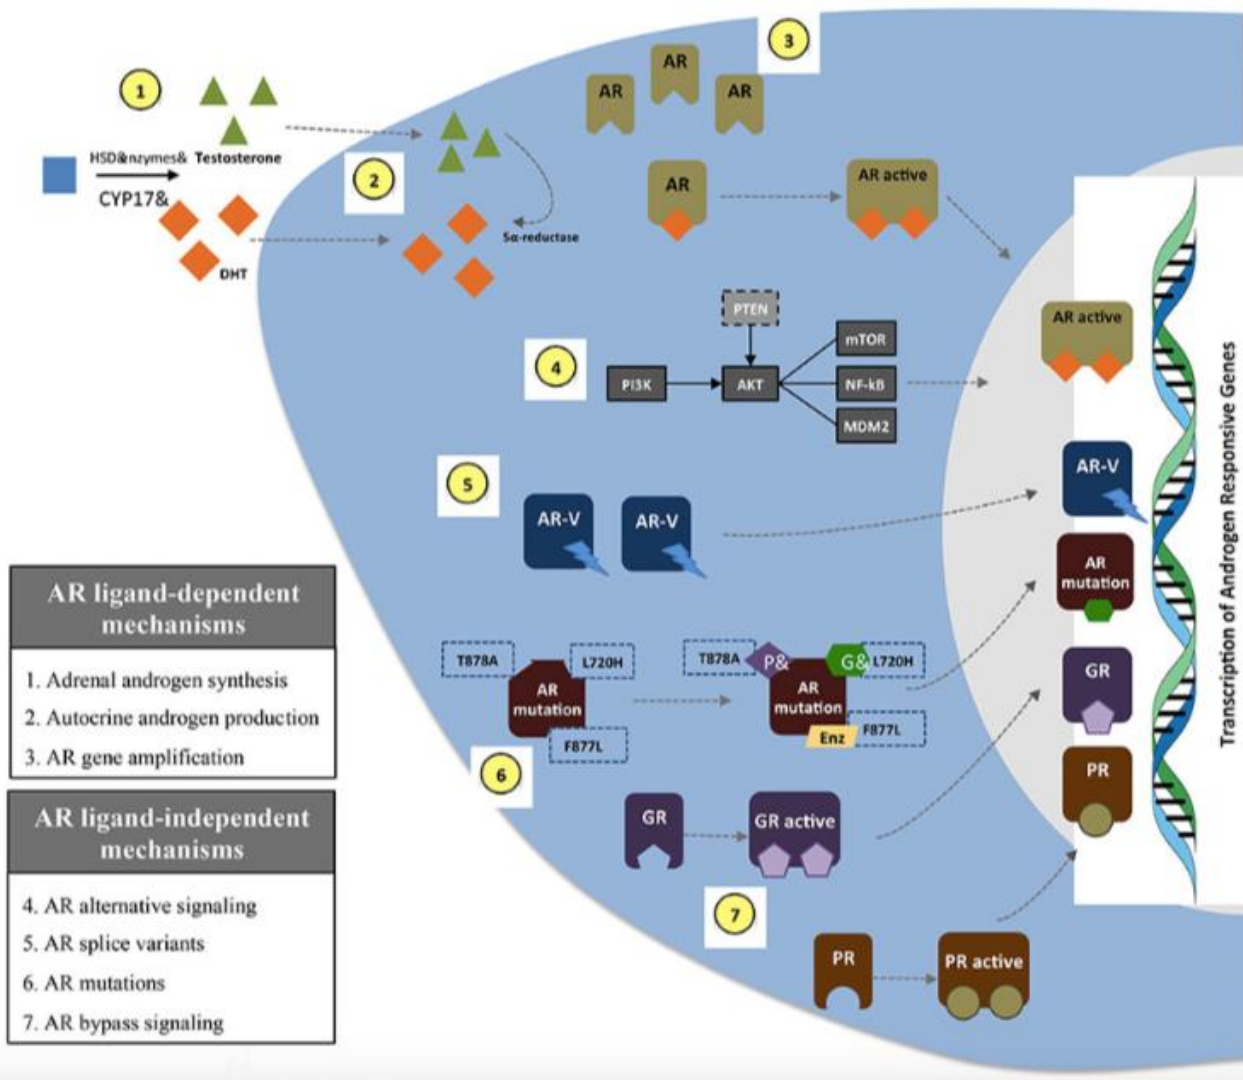 1
3
AR
AR
AR
HSD&nzymes&
Testosterone
CYP17&
2
AR
AR active
5α-reductase
DHT
PTEN
mTOR
4
PI3K
AKT
NF-kB
MDM2
AR active
Transcription of Androgen Responsive Genes
5
AR-V
AR-V
AR-V
AR
mutation
T878A
L720H
AR
mutation
F877L
T878A
P&
G&
L720H
AR
mutation
Enz
F877L
6
GR
GR
GR active
PR
7
PR
PR active
AR ligand-dependent
mechanisms
1. Adrenal androgen synthesis
2. Autocrine androgen production
3. AR gene amplification
AR ligand-independent
mechanisms
4. AR alternative signaling
5. AR splice variants
6. AR mutations
7. AR bypass signaling